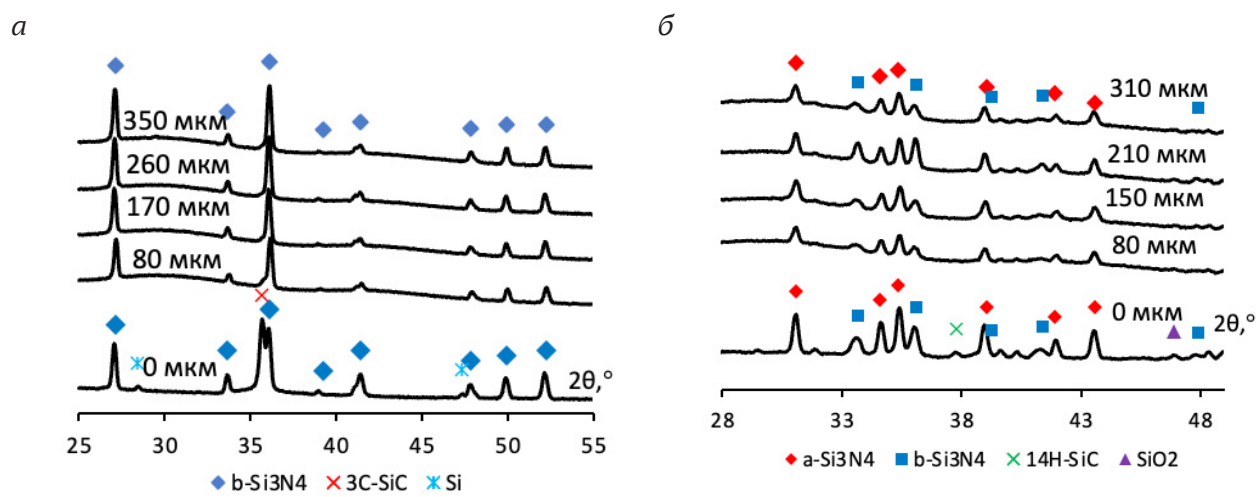 а
350 мкм
260 мкм
170 мкм
80 мкм
0 мкм
2θ,°
25 30 35 40 45 50 55
b-Si3N4 3C-SiC Si
б
310 мкм
210 мкм
150 мкм
80 мкм
0 мкм
2θ,°
28 33 38 43 48
a-Si3N4 b-Si3N4 14H-SiC SiO2